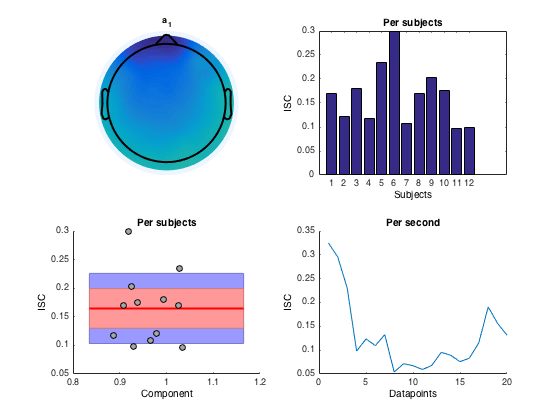 a1
Per subjects
0.3
0.25
0.2
0.15
0.1
0.05
0
ISC
1 2 3 4 5 6 7 8 9 10 11 12
Subjects
Per subjects
0.3
0.25
0.2
0.15
0.1
0.05
ISC
0.8 0.9 1 1.1 1.2
Component
Per second
0.35
0.3
0.25
0.2
0.15
0.1
0.05
ISC
0 5 10 15 20
Datapoints